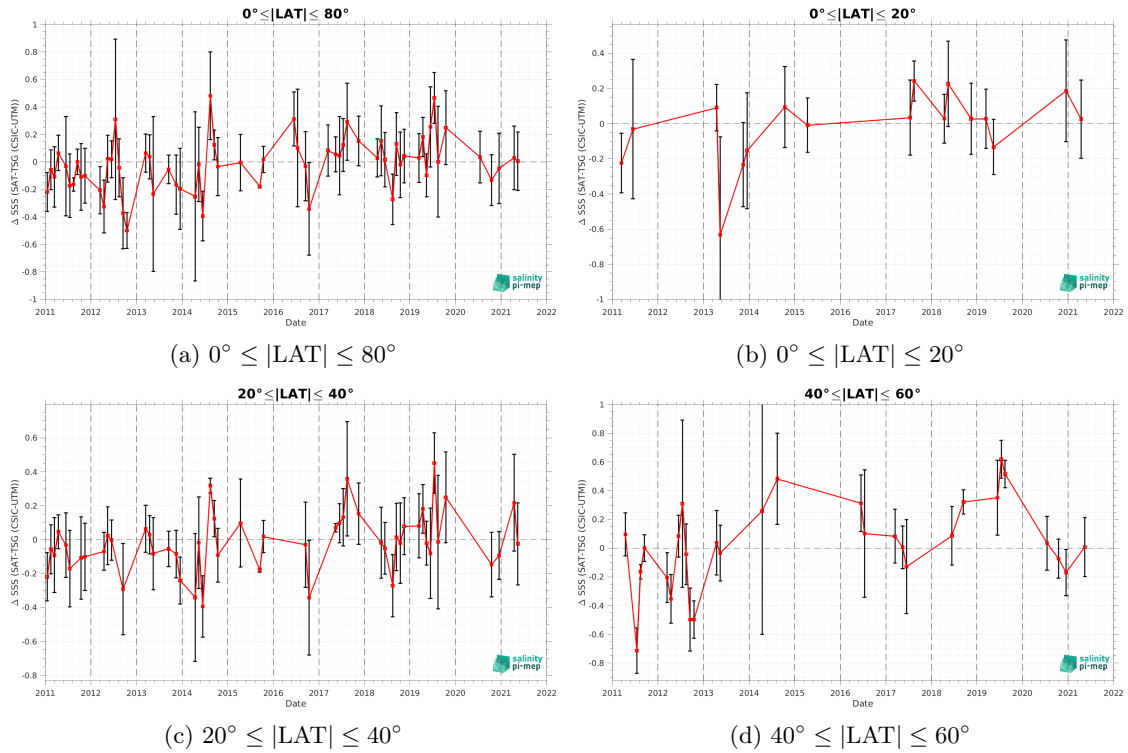 0°≤|LAT|≤ 80°
1
0.8
0.6
0.4
0.2
0
-0.2
-0.4
-0.6
-0.8
-1
Δ SSS (SAT-TSG (CSIC-UTM))
2011 2012 2013 2014 2015 2016 2017 2018 2019 2020 2021 2022
Date
salinity
pi-mep
(a) 0° ≤ |LAT| ≤ 80°
0°≤|LAT|≤ 20°
0.4
0.2
0
-0.2
-0.4
-0.6
-0.8
-1
Δ SSS (SAT-TSG (CSIC-UTM))
2011 2012 2013 2014 2015 2016 2017 2018 2019 2020 2021 2022
Date
salinity
pi-mep
(b) 0° ≤ |LAT| ≤ 20°
20°≤|LAT|≤ 40°
0.8
0.6
0.4
0.2
0
-0.2
-0.4
-0.6
-0.8
Δ SSS (SAT-TSG (CSIC-UTM))
2011 2012 2013 2014 2015 2016 2017 2018 2019 2020 2021 2022
Date
salinity
pi-mep
(c) 20° ≤ |LAT| ≤ 40°
40°≤|LAT|≤ 60°
1
0.8
0.6
0.4
0.2
0
-0.2
-0.4
-0.6
-0.8
Δ SSS (SAT-TSG (CSIC-UTM))
2011 2012 2013 2014 2015 2016 2017 2018 2019 2020 2021 2022
Date
salinity
pi-mep
(d) 40° ≤ |LAT| ≤ 60°